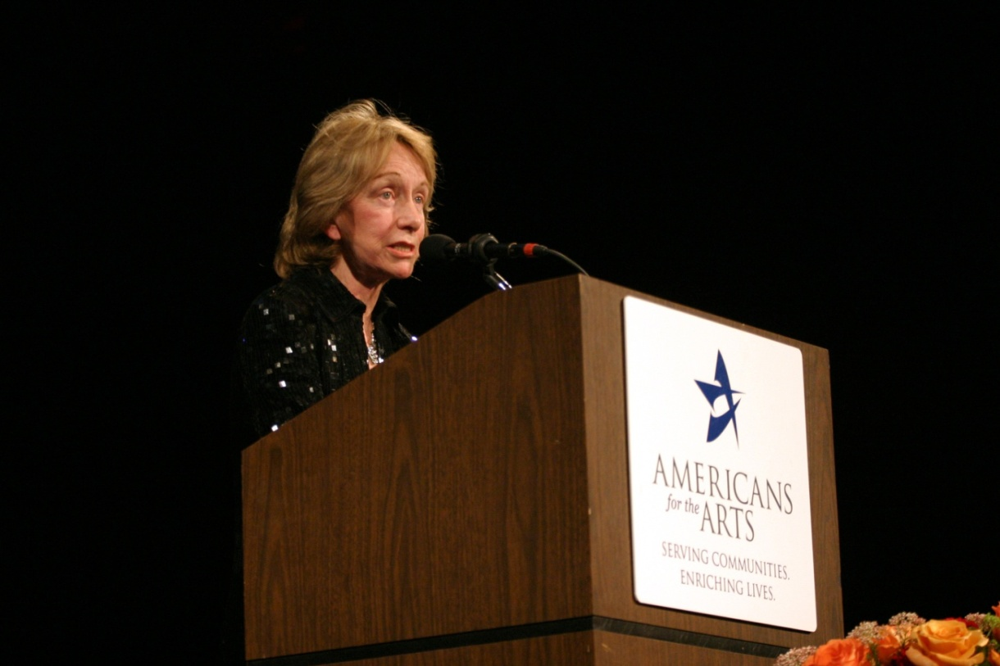 AMERICANS
for the ARTS
SERVING COMMUNITIES.
ENRICHING LIVES.